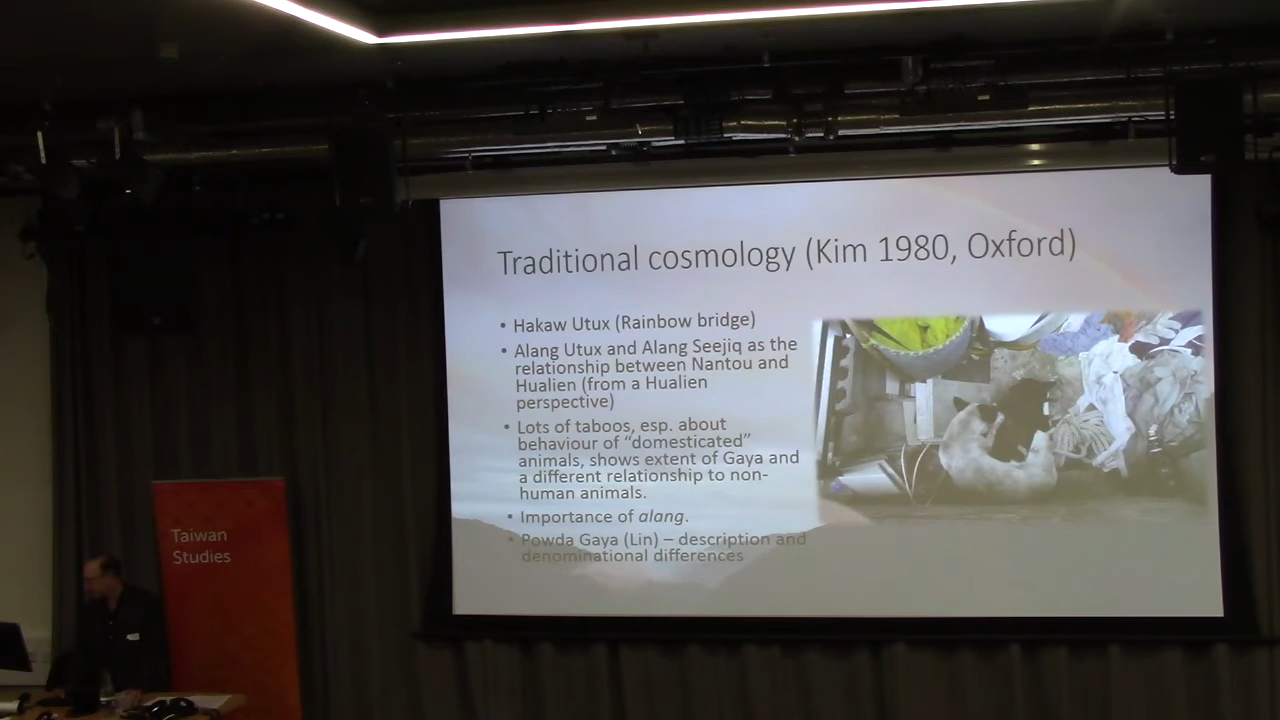 Traditional cosmology (Kim 1980, Oxford)
• Hakaw Utux (Rainbow bridge)
• Alang Utux and Alang Seejiq as the
relationship between Nantou and
Hualien (from a Hualien
perspective)
• Lots of taboos, esp. about
behaviour of “domesticated”
animals, shows extent of Gaya and
a different relationship to non-
human animals.
• Importance of alang.
• Powda Gaya (Lin) – description and
denominational differences
Taiwan
Studies